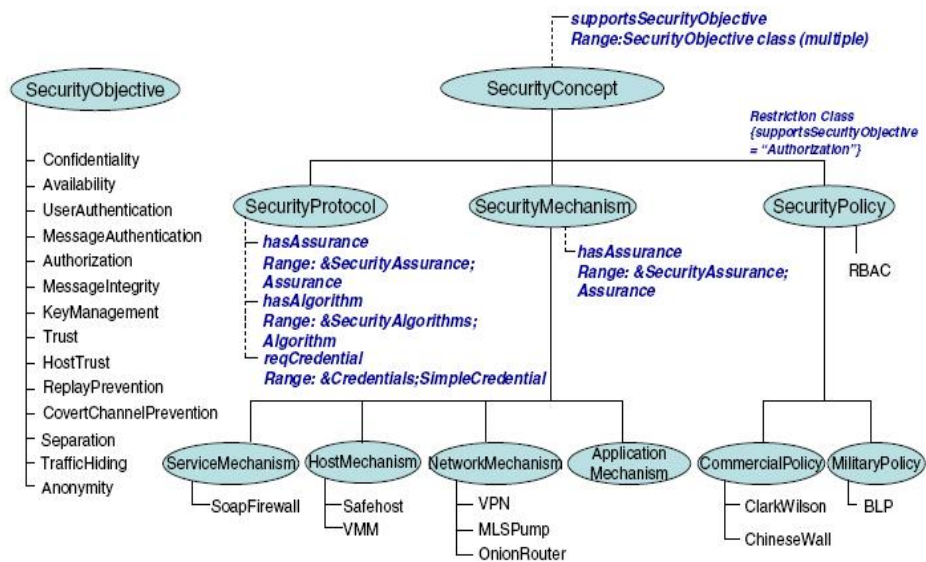 supportsSecurityObjective
Range:SecurityObjective class (multiple)
SecurityObjective
SecurityConcept
Restriction Class
{supportsSecurityObjective
= "Authorization"}
Confidentiality
Availability
UserAuthentication
MessageAuthentication
Authorization
MessageIntegrity
KeyManagement
Trust
HostTrust
ReplayPrevention
CovertChannelPrevention
Separation
TrafficHiding
Anonymity
SecurityProtocol
hasAssurance
Range: &SecurityAssurance;
Assurance
hasAlgorithm
Range: &SecurityAlgorithms;
Algorithm
reqCredential
Range: &Credentials;SimpleCredential
SecurityMechanism
hasAssurance
Range: &SecurityAssurance;
Assurance
SecurityPolicy
RBAC
ServiceMechanism
SoapFirewall
HostMechanism
Safehost
VMM
NetworkMechanism
VPN
MLSPump
OnionRouter
Application
Mechanism
CommercialPolicy
ClarkWilson
ChineseWall
MilitaryPolicy
BLP